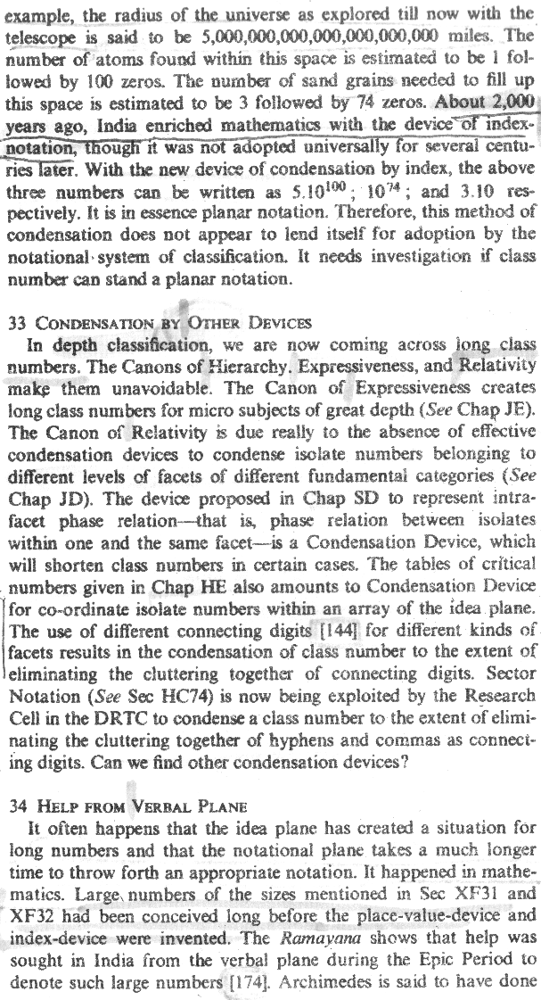 example, the radius of the universe as explored till now with the
telescope is said to be 5,000,000,000,000,000,000,000 miles. The
number of atoms found within this space is estimated to be 1 fol-
lowed by 100 zeros. The number of sand grains needed to fill up
this space is estimated to be 3 followed by 74 zeros. About 2,000
years ago, India enriched mathematics with the device of index-
notation, though it was not adopted universally for several centu-
ries later. With the new device of condensation by index, the above
three numbers can be written as 5.10¹⁰⁰; 10⁷⁴; and 3.10 res-
pectively. It is in essence planar notation. Therefore, this method of
condensation does not appear to lend itself for adoption by the
notational system of classification. It needs investigation if class
number can stand a planar notation.
33 CONDENSATION BY OTHER DEVICES
In depth classification, we are now coming across long class
numbers. The Canons of Hierarchy, Expressiveness, and Relativity
make them unavoidable. The Canon of Expressiveness creates
long class numbers for micro subjects of great depth (See Chap JE).
The Canon of Relativity is due really to the absence of effective
condensation devices to condense isolate numbers belonging to
different levels of facets of different fundamental categories (See
Chap JD). The device proposed in Chap SD to represent intra-
facet phase relation—that is, phase relation between isolates
within one and the same facet—is a Condensation Device, which
will shorten class numbers in certain cases. The tables of critical
numbers given in Chap HE also amounts to Condensation Device
for co-ordinate isolate numbers within an array of the idea plane.
The use of different connecting digits [144] for different kinds of
facets results in the condensation of class number to the extent of
eliminating the cluttering together of connecting digits. Sector
Notation (See Sec HC74) is now being exploited by the Research
Cell in the DRTC to condense a class number to the extent of elimi-
nating the cluttering together of hyphens and commas as connect-
ing digits. Can we find other condensation devices?
34 HELP FROM VERBAL PLANE
It often happens that the idea plane has created a situation for
long numbers and that the notational plane takes a much longer
time to throw forth an appropriate notation. It happened in mathe-
matics. Large numbers of the sizes mentioned in Sec XF31 and
XF32 had been conceived long before the place-value-device and
index-device were invented. The Ramayana shows that help was
sought in India from the verbal plane during the Epic Period to
denote such large numbers [174]. Archimedes is said to have done